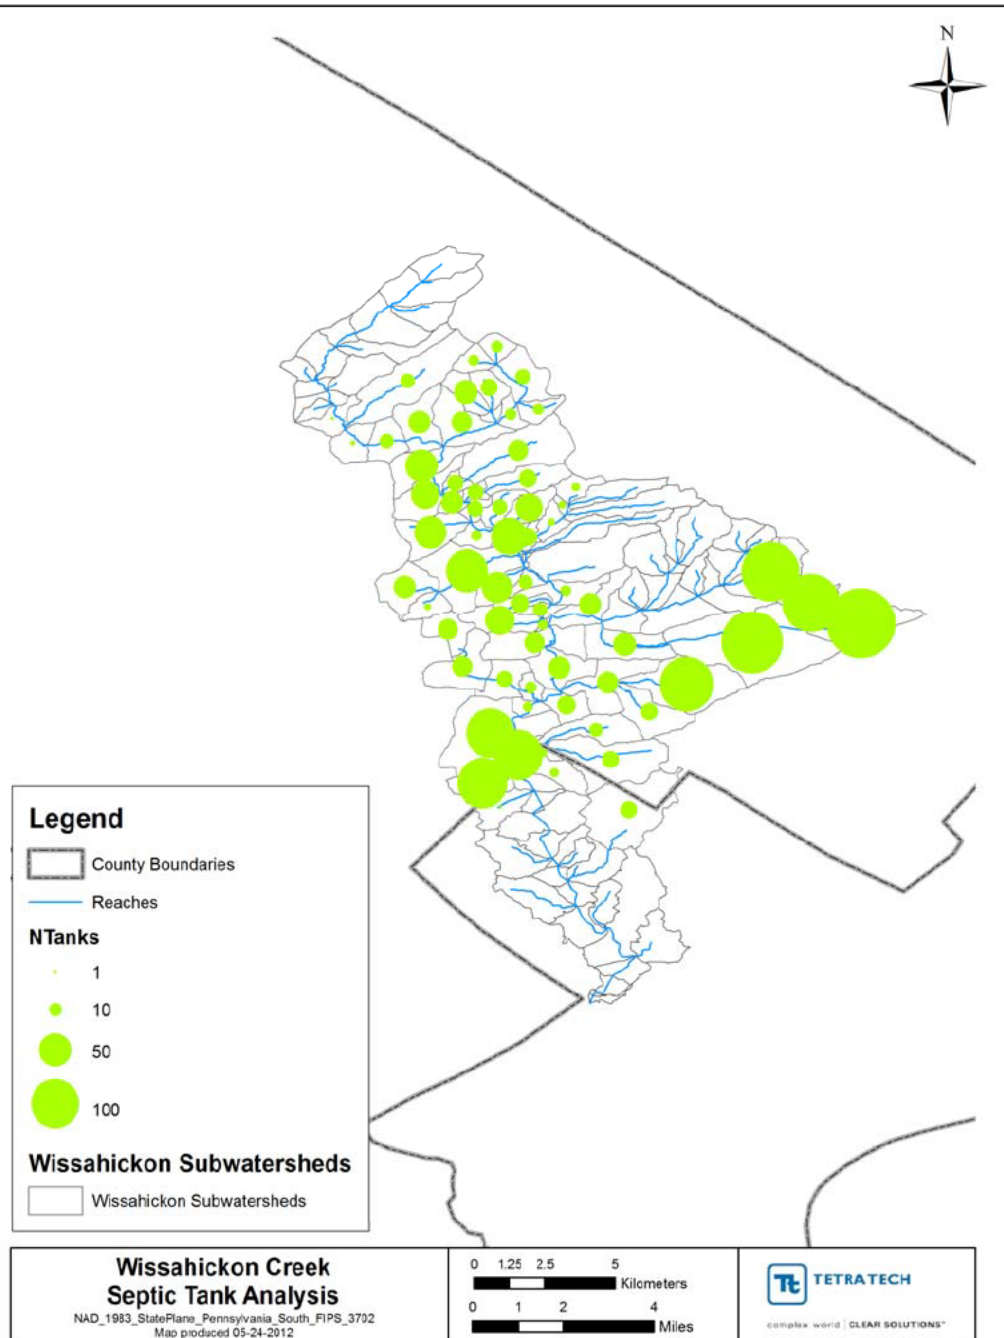 N
Legend
County Boundaries
Reaches
NTanks
1
10
50
100
Wissahickon Subwatersheds
Wissahickon Subwatersheds
Wissahickon Creek
Septic Tank Analysis
NAD_1983_StatePlane_Pennsylvania_South_FIPS_3702
Map produced 05-24-2012
0 1.25 2.5 5
Kilometers
0 1 2 4
Miles
Tt TETRA TECH
complex world | CLEAR SOLUTIONS™